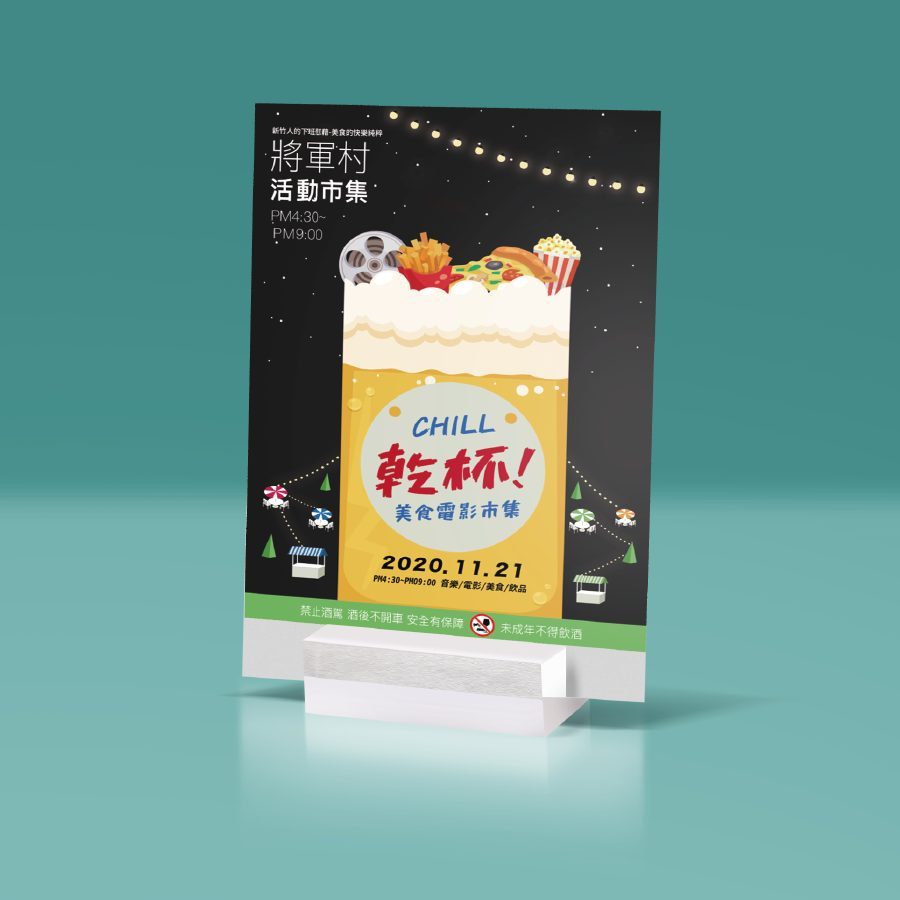 新竹人的下班慰藉-美食的快樂純粹
將軍村
活動市集
PM4:30~
PM9:00
CHILL
乾杯!
美食電影市集
2020.11.21
PM4:30~PM09:00 音樂/電影/美食/飲品
禁止酒駕 酒後不開車 安全有保障 未成年不得飲酒